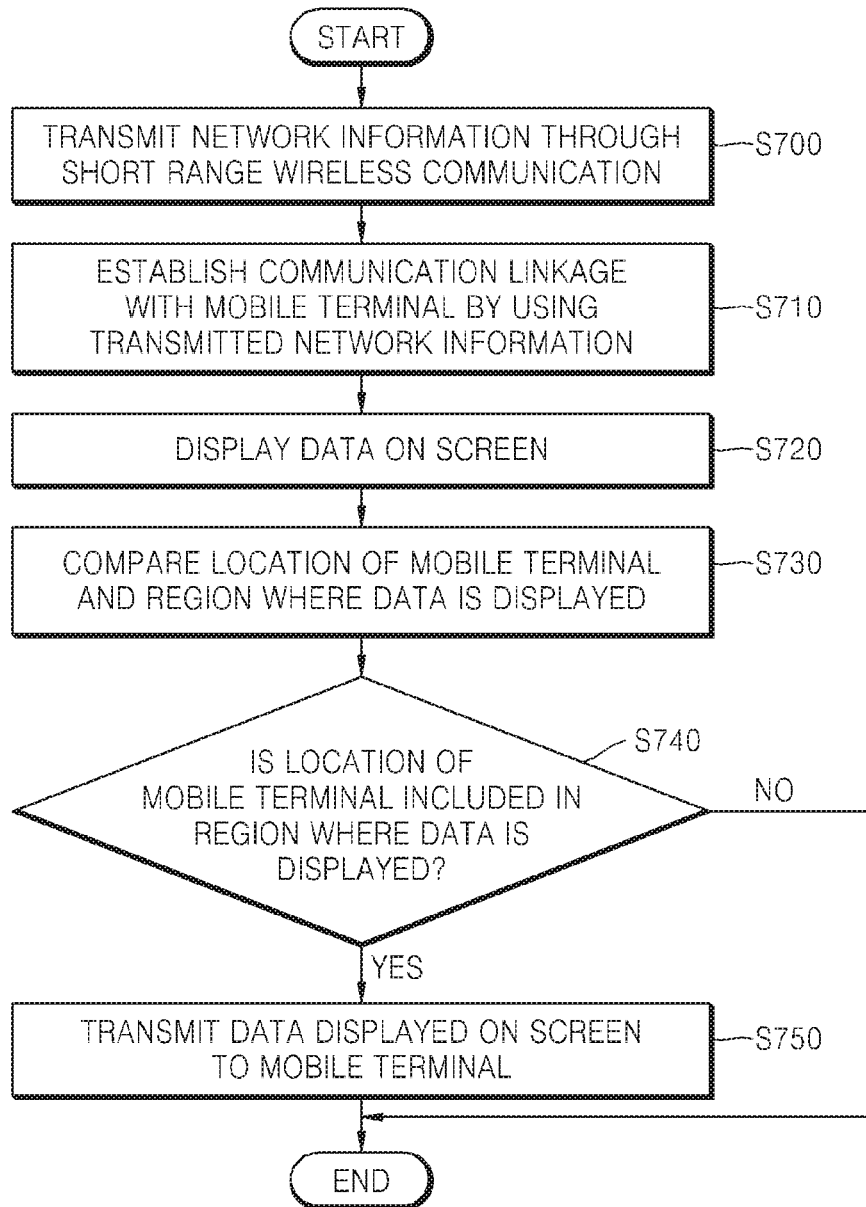 START
TRANSMIT NETWORK INFORMATION THROUGH
SHORT RANGE WIRELESS COMMUNICATION
S700
ESTABLISH COMMUNICATION LINKAGE
WITH MOBILE TERMINAL BY USING
TRANSMITTED NETWORK INFORMATION
S710
DISPLAY DATA ON SCREEN
S720
COMPARE LOCATION OF MOBILE TERMINAL
AND REGION WHERE DATA IS DISPLAYED
S730
S740
IS LOCATION OF
MOBILE TERMINAL INCLUDED IN
REGION WHERE DATA IS
DISPLAYED?
NO
YES
TRANSMIT DATA DISPLAYED ON SCREEN
TO MOBILE TERMINAL
S750
END